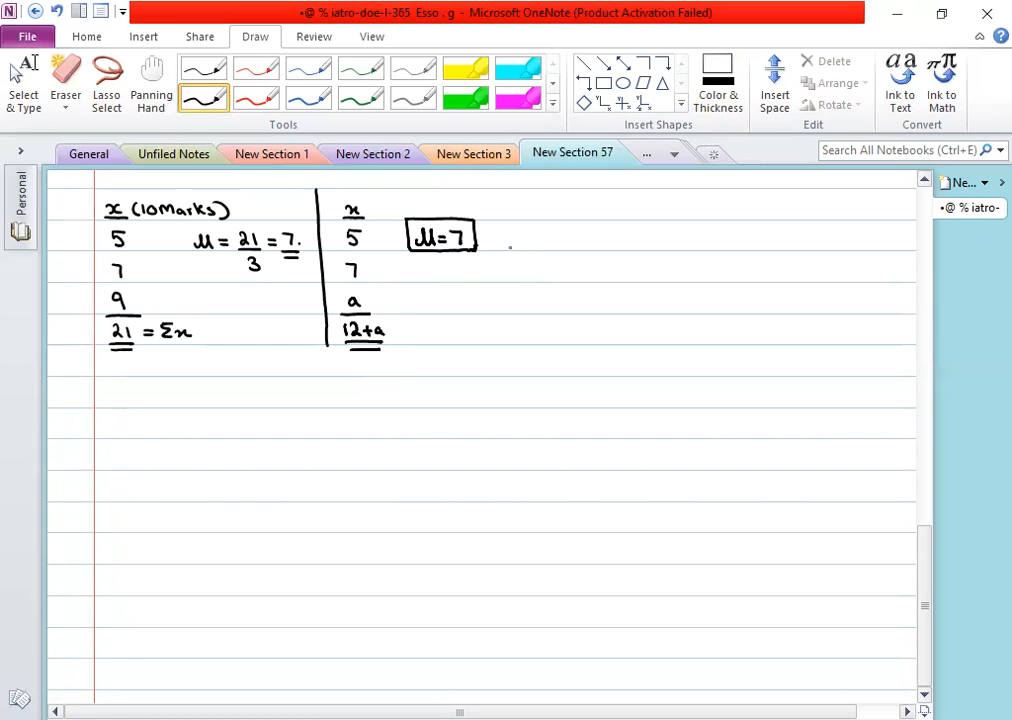 •@ % iatro-doe-I-365 Esso . g - Microsoft OneNote (Product Activation Failed)
File Home Insert Share Draw Review View
Select & Type
Eraser
Lasso Select
Panning Hand
Color & Thickness
Insert Space
Delete
Arrange
Rotate
Ink to Text
Ink to Math
Tools Insert Shapes Edit Convert
General Unfiled Notes New Section 1 New Section 2 New Section 3 New Section 57 ... Search All Notebooks (Ctrl+E)
Personal
Ne...
•@ % iatro-
x (10 Marks)
5 μ = 21/3 = 7.
7
9
21 = Σx
x
5 μ=7
7
a
12+a